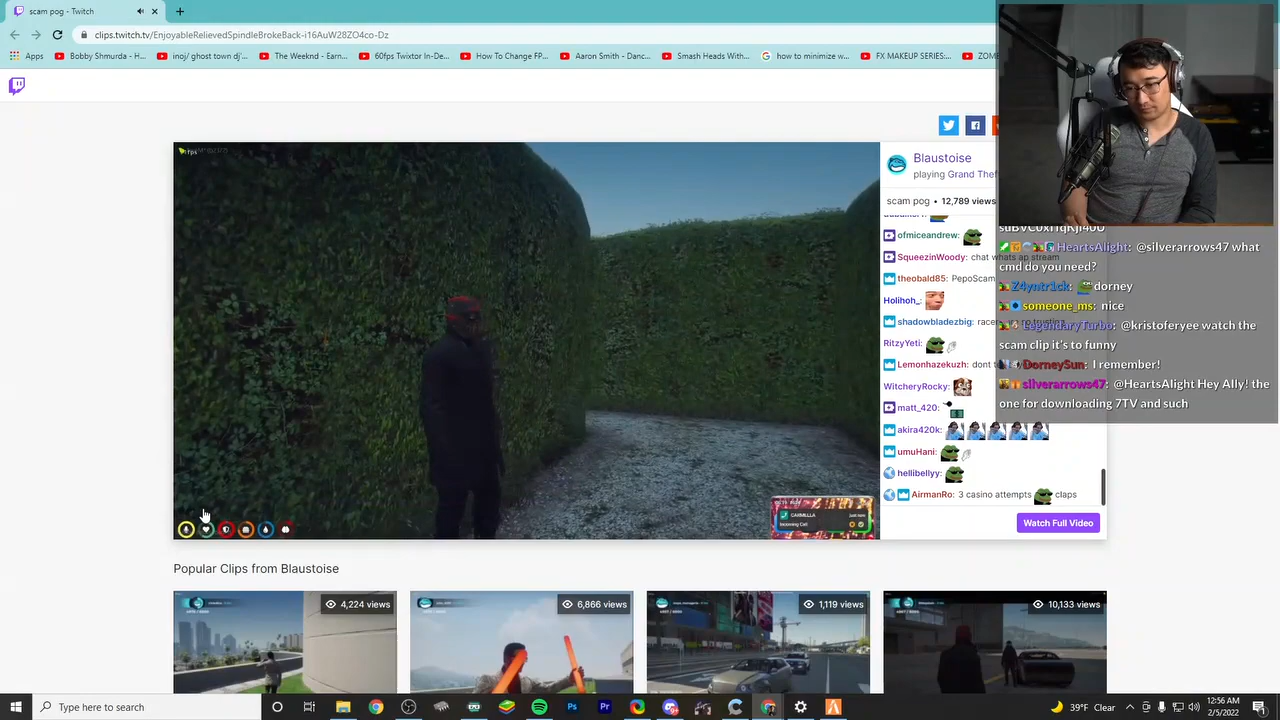 scam pog - Twitch
clips.twitch.tv/EnjoyableRelievedSpindleBrokeBack-i16AuW28ZO4co-Dz
Apps
Bobby Shmurda - H...
inoj/ ghost town dj'...
The Weeknd - Earn...
60fps Twixtor In-De...
How To Change FP...
Aaron Smith - Danc...
Smash Heads With...
how to minimize w...
FX MAKEUP SERIES:...
ZOM
Blaustoise
playing Grand Thef
scam pog • 12,789 views
ofmiceandrew:
SqueezinWoody: chat whats ap stream
theobald85: PepoScam
Holihoh_:
shadowbladezbig: race
RitzyYeti:
Lemonhazekuzh: dont
WitcheryRocky:
matt_420:
akira420k:
umuHani:
hellibellyy:
AirmanRo: 3 casino attempts claps
Watch Full Video
HeartsAlight: @silverarrows47 what
cmd do you need?
Z4yntr1ck: dorney
someone_ms: nice
LegendaryTurbo: @kristoferyee watch the
scam clip it's to funny
DorneySun: I remember!
silverarrows47: @HeartsAlight Hey Ally! the
one for downloading 7TV and such
just now
Incoming Call
Popular Clips from Blaustoise
4,224 views
6,866 views
1,119 views
10,133 views
Type here to search
39°F Clear
12:56 AM
2/5/2022